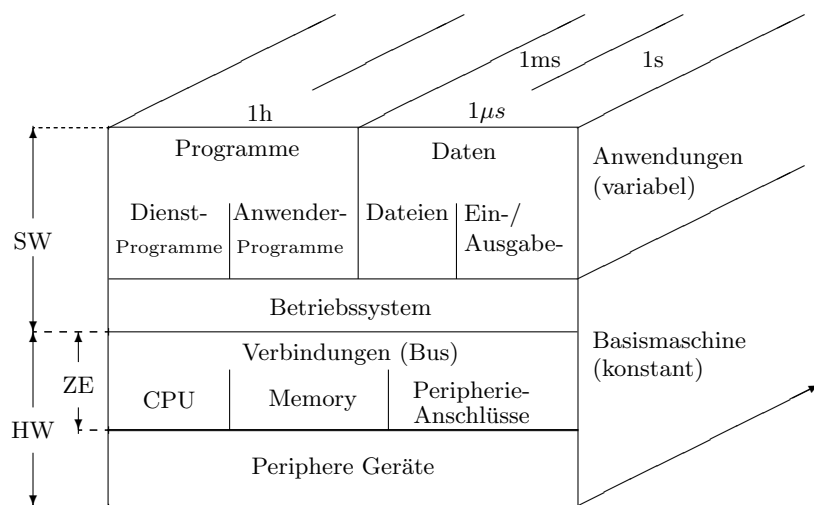 1ms
1s
1h
1μs
Programme
Daten
Anwendungen
(variabel)
Dienst-
Programme
Anwender-
Programme
Dateien
Ein-/
Ausgabe-
SW
Betriebssystem
Verbindungen (Bus)
Basismaschine
(konstant)
ZE
CPU
Memory
Peripherie-
Anschlüsse
HW
Periphere Geräte